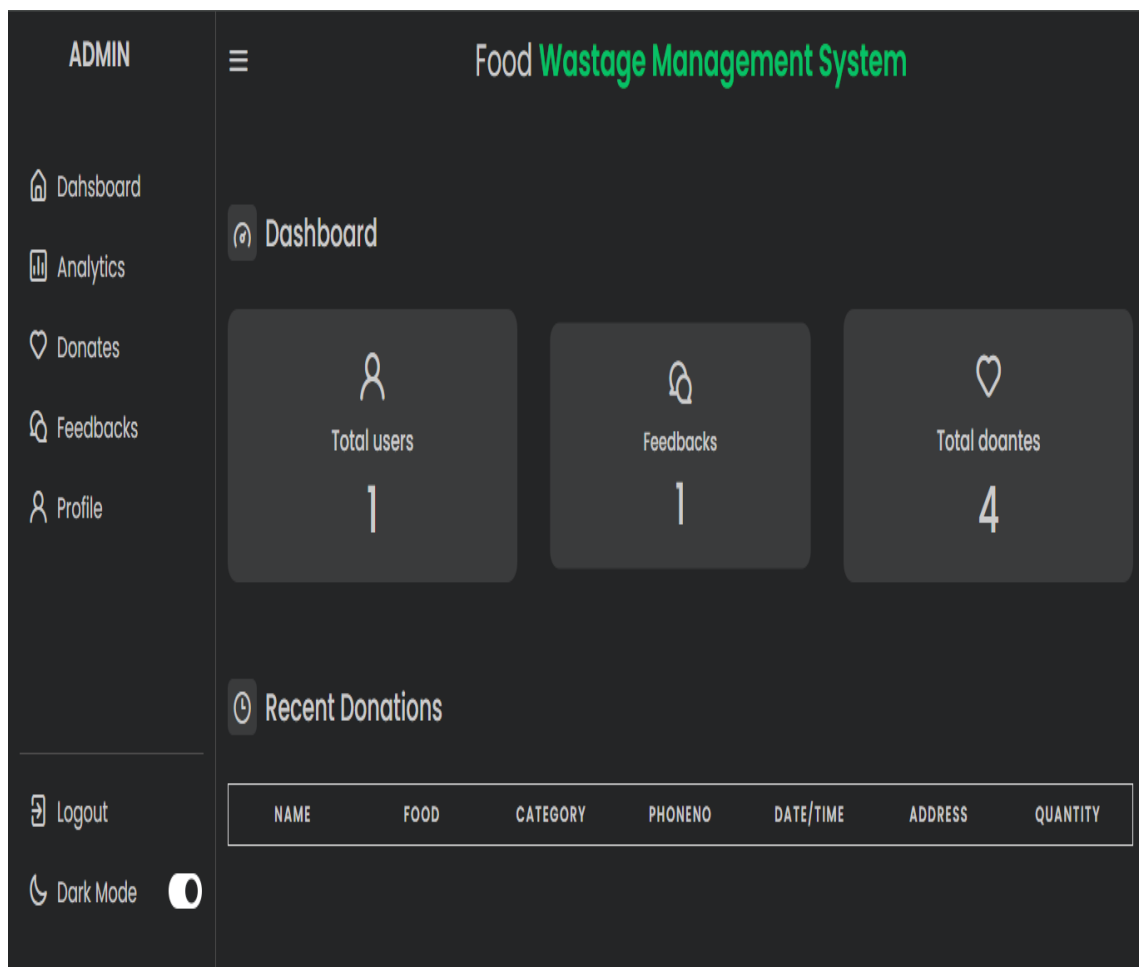 ADMIN
Food Wastage Management System
Dahsboard
Analytics
Donates
Feedbacks
Profile
Logout
Dark Mode
Dashboard
Total users
1
Feedbacks
1
Total doantes
4
Recent Donations
NAME FOOD CATEGORY PHONENO DATE/TIME ADDRESS QUANTITY